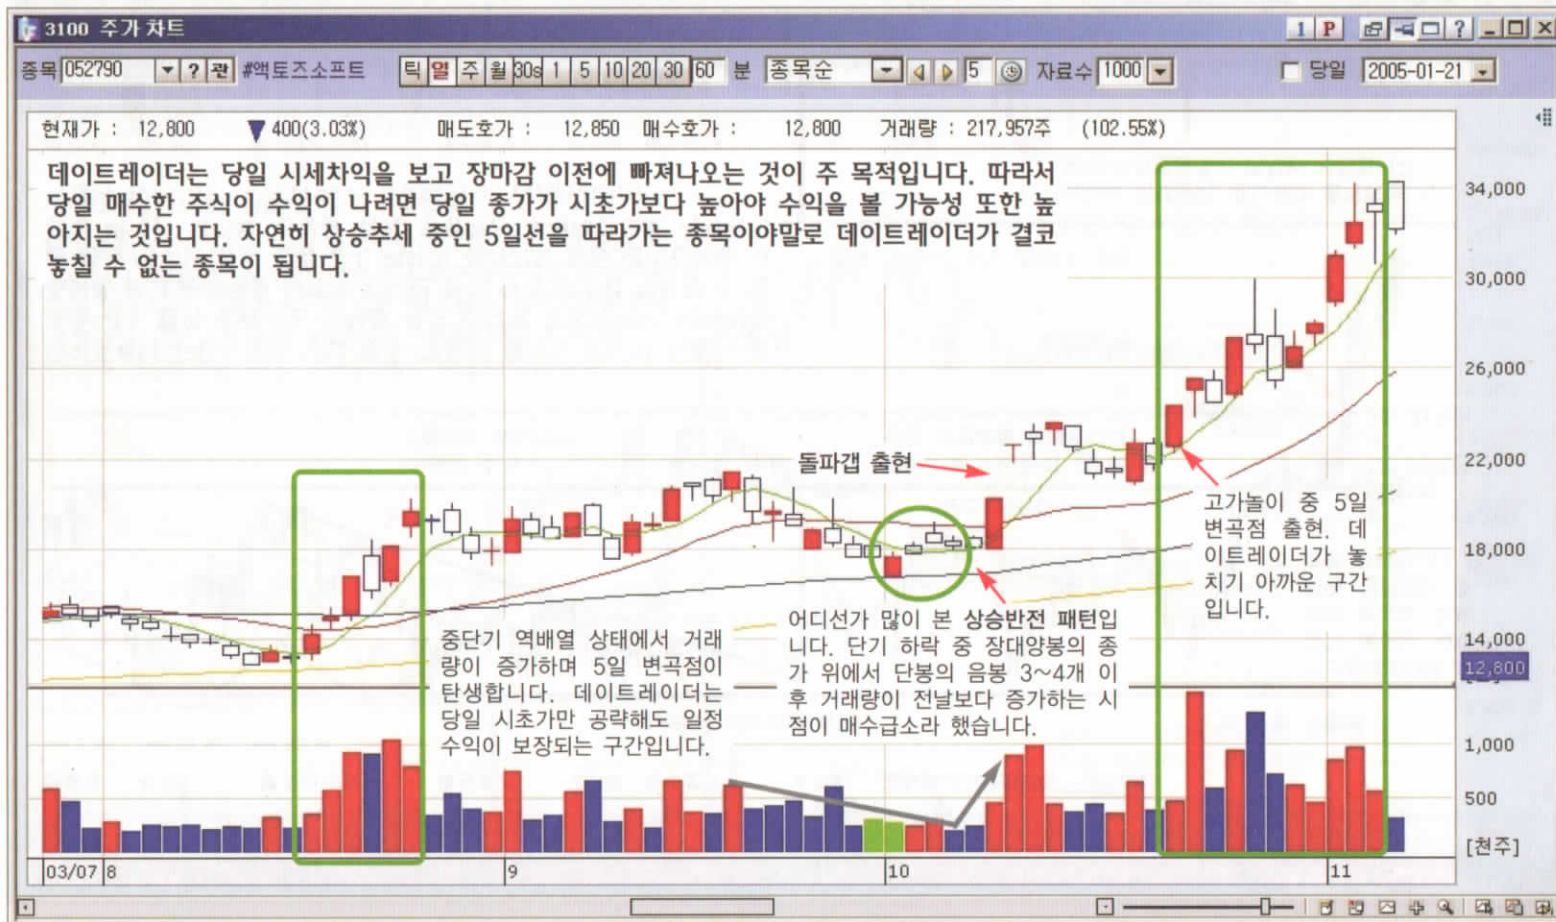 3100 주가차트
1 P ?
종목 052790 ? 관 #액토즈소프트 틱 일 주 월 30s 1 5 10 20 30 60 분 종목순 5 자료수 1000 당일 2005-01-21
현재가 : 12,800 ▼ 400(3.03%) 매도호가 : 12,850 매수호가 : 12,800 거래량 : 217,957주 (102.55%)
데이트레이더는 당일 시세차익을 보고 장마감 이전에 빠져나오는 것이 주 목적입니다. 따라서
당일 매수한 주식이 수익이 나려면 당일 종가가 시초가보다 높아야 수익을 볼 가능성 또한 높
아지는 것입니다. 자연히 상승추세 중인 5일선을 따라가는 종목이야말로 데이트레이더가 결코
놓칠 수 없는 종목이 됩니다.
34,000
30,000
26,000
22,000
18,000
14,000
12,800
돌파갭 출현
고가놀이 중 5일
변곡점 출현. 데
이트레이더가 놓
치기 아까운 구간
입니다.
중단기 역배열 상태에서 거래
량이 증가하며 5일 변곡점이
탄생합니다. 데이트레이더는
당일 시초가만 공략해도 일정
수익이 보장되는 구간입니다.
어디선가 많이 본 상승반전 패턴입
니다. 단기 하락 중 장대양봉의 종
가 위에서 단봉의 음봉 3~4개 이
후 거래량이 전날보다 증가하는 시
점이 매수급소라 했습니다.
1,000
500
[천주]
03/07 8 9 10 11